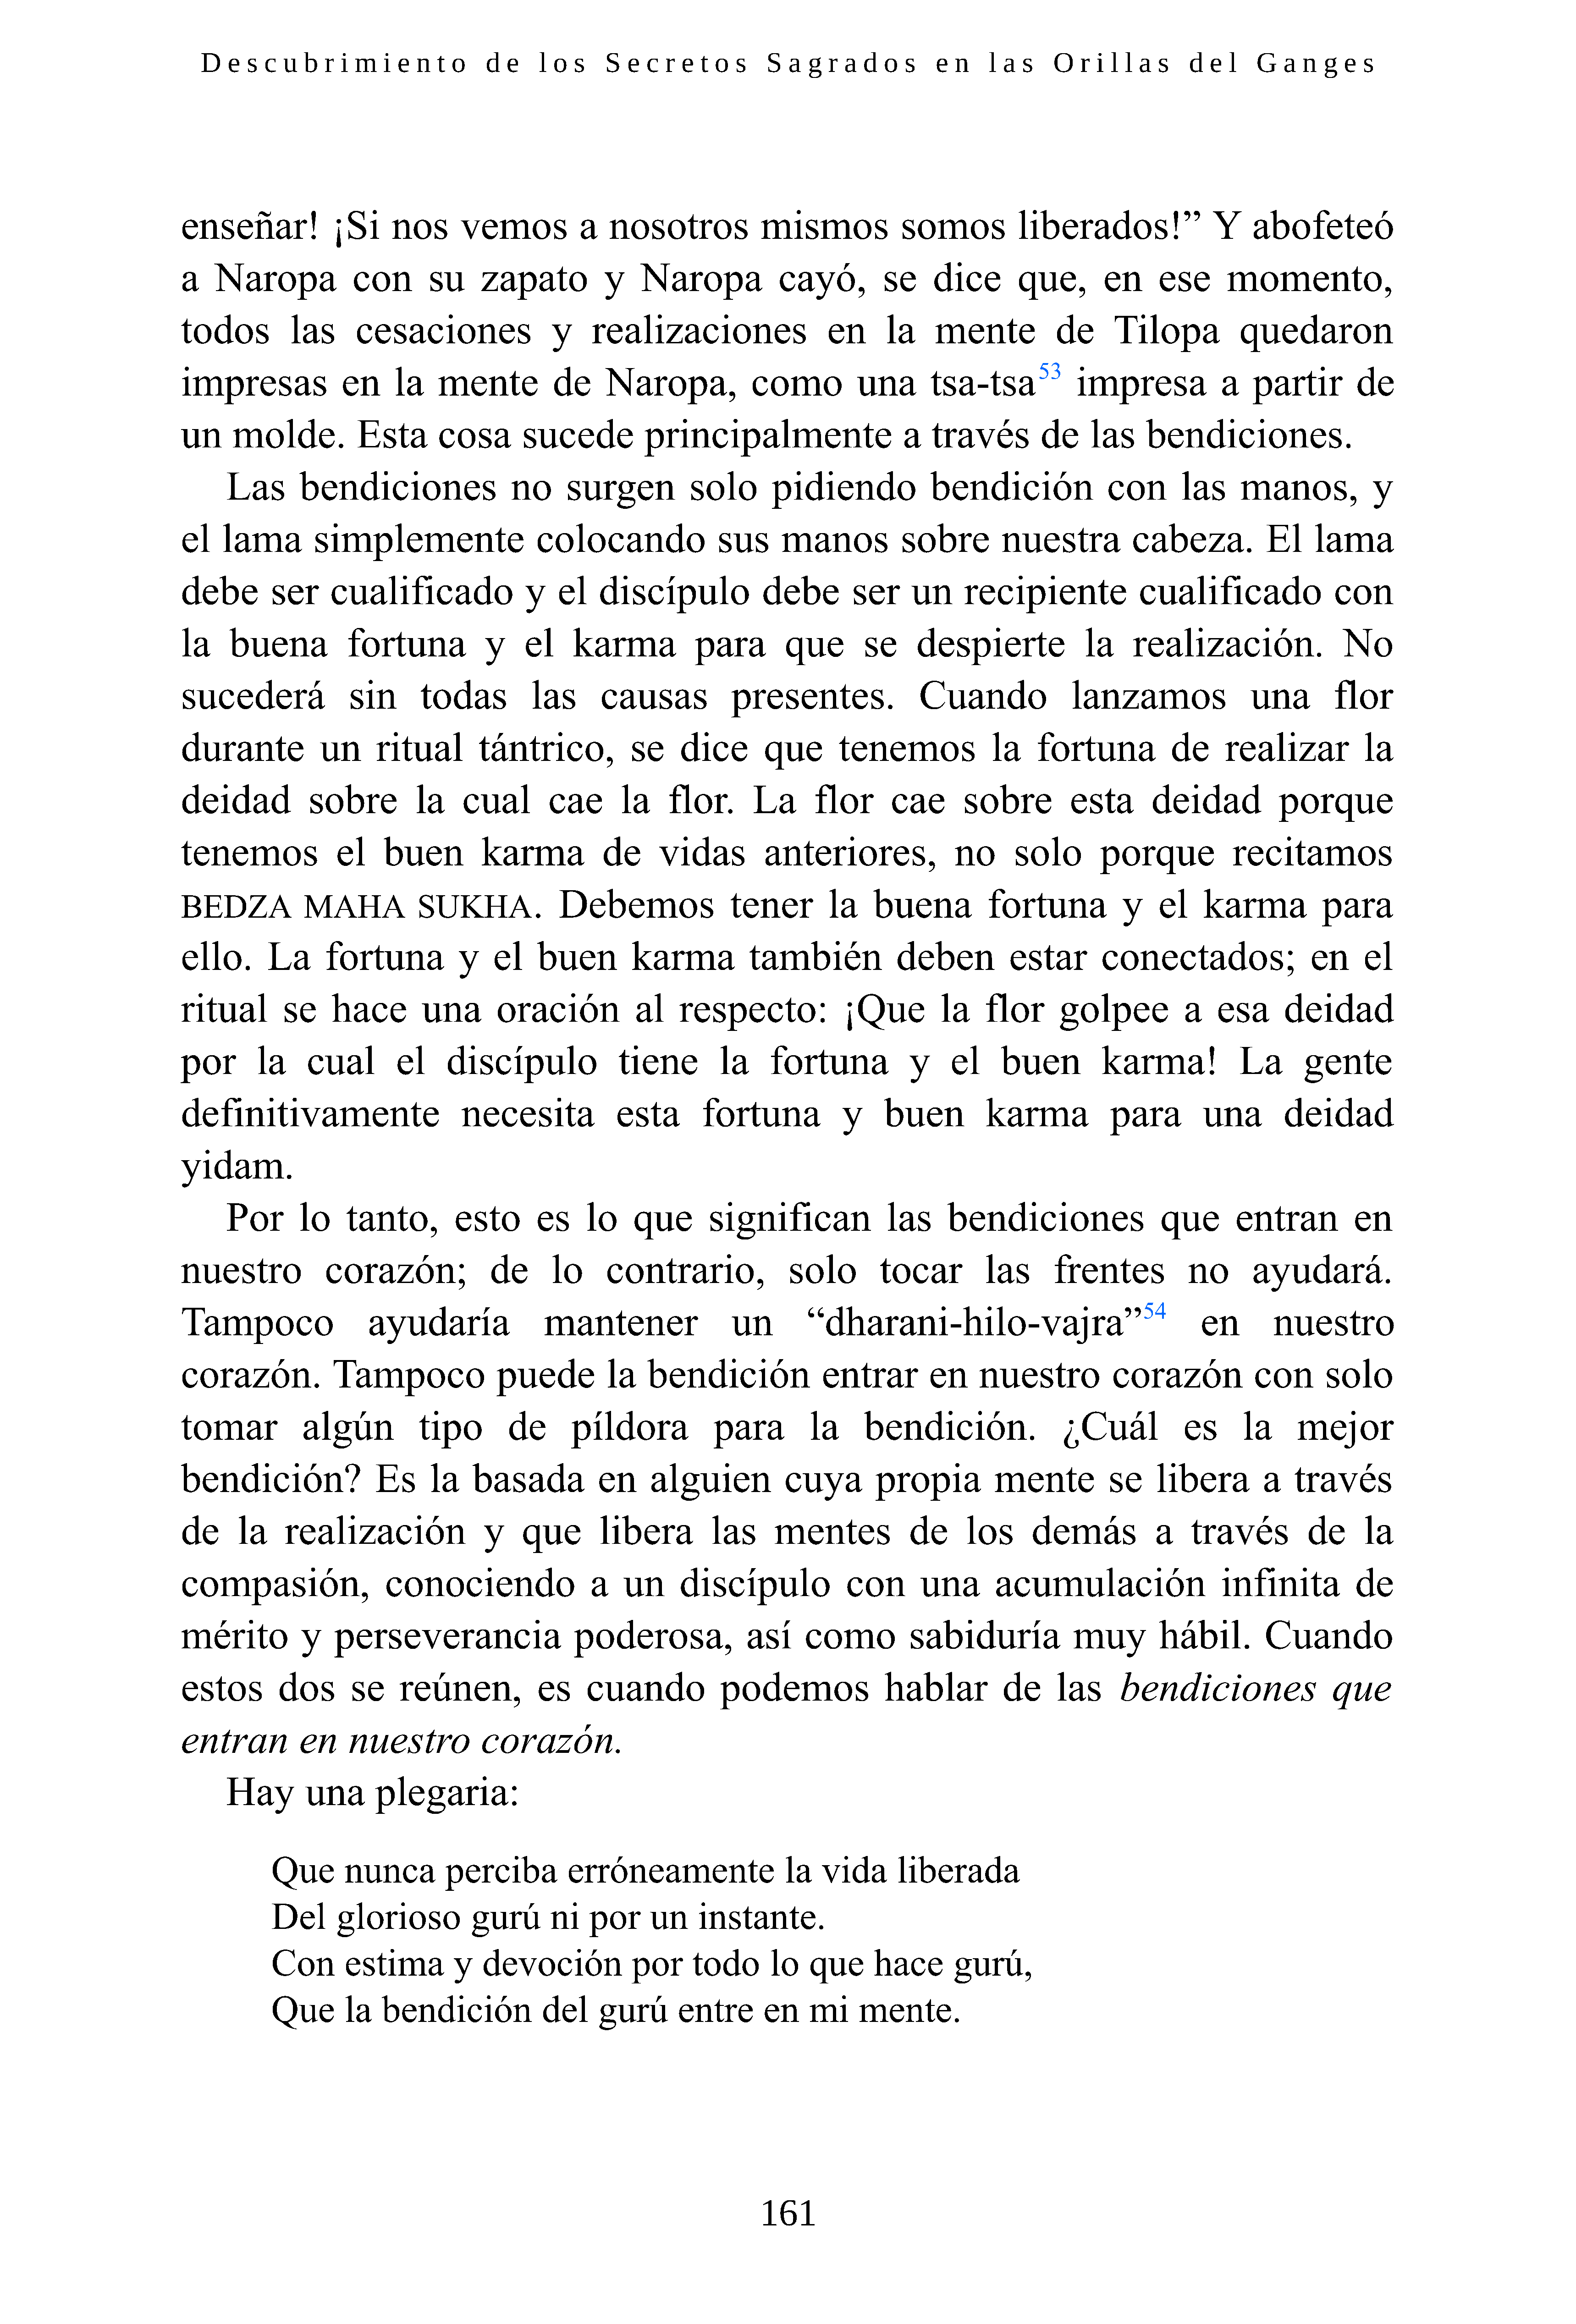 Descubrimiento de los Secretos Sagrados en las Orillas del Ganges
enseñar! ¡Si nos vemos a nosotros mismos somos liberados!” Y abofeteó
a Naropa con su zapato y Naropa cayó, se dice que, en ese momento,
todos las cesaciones y realizaciones en la mente de Tilopa quedaron
impresas en la mente de Naropa, como una tsa-tsa53 impresa a partir de
un molde. Esta cosa sucede principalmente a través de las bendiciones.
Las bendiciones no surgen solo pidiendo bendición con las manos, y
el lama simplemente colocando sus manos sobre nuestra cabeza. El lama
debe ser cualificado y el discípulo debe ser un recipiente cualificado con
la buena fortuna y el karma para que se despierte la realización. No
sucederá sin todas las causas presentes. Cuando lanzamos una flor
durante un ritual tántrico, se dice que tenemos la fortuna de realizar la
deidad sobre la cual cae la flor. La flor cae sobre esta deidad porque
tenemos el buen karma de vidas anteriores, no solo porque recitamos
BEDZA MAHA SUKHA. Debemos tener la buena fortuna y el karma para
ello. La fortuna y el buen karma también deben estar conectados; en el
ritual se hace una oración al respecto: ¡Que la flor golpee a esa deidad
por la cual el discípulo tiene la fortuna y el buen karma! La gente
definitivamente necesita esta fortuna y buen karma para una deidad
yidam.
Por lo tanto, esto es lo que significan las bendiciones que entran en
nuestro corazón; de lo contrario, solo tocar las frentes no ayudará.
Tampoco ayudaría mantener un “dharani-hilo-vajra”54 en nuestro
corazón. Tampoco puede la bendición entrar en nuestro corazón con solo
tomar algún tipo de píldora para la bendición. ¿Cuál es la mejor
bendición? Es la basada en alguien cuya propia mente se libera a través
de la realización y que libera las mentes de los demás a través de la
compasión, conociendo a un discípulo con una acumulación infinita de
mérito y perseverancia poderosa, así como sabiduría muy hábil. Cuando
estos dos se reúnen, es cuando podemos hablar de las bendiciones que
entran en nuestro corazón.
Hay una plegaria:
Que nunca perciba erróneamente la vida liberada
Del glorioso gurú ni por un instante.
Con estima y devoción por todo lo que hace gurú,
Que la bendición del gurú entre en mi mente.
161